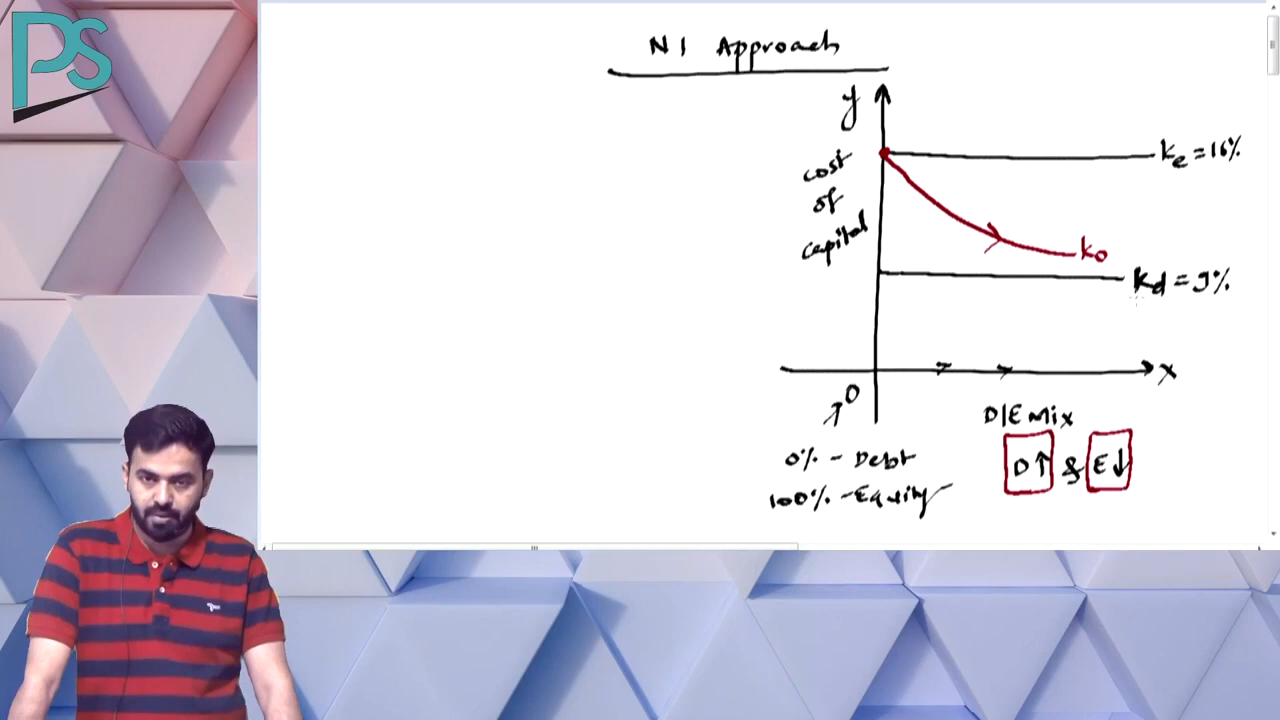 PS
NI Approach
y
cost
of
capital
ke = 16%
ko
kd = 9%
x
0
D/E Mix
0% - Debt
100% - Equity
D↑ & E↓